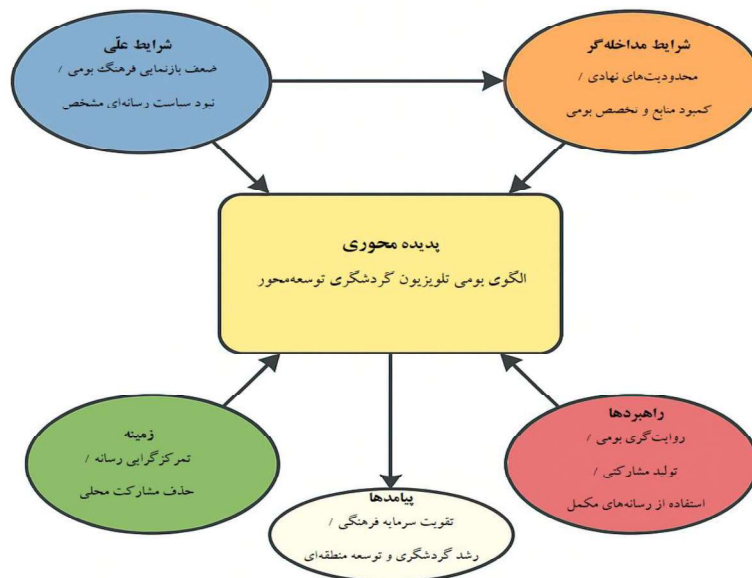 شرایط علّی
ضعف بازنمایی فرهنگ بومی /
نبود سیاست رسانه‌ای مشخص
شرایط مداخله‌گر
محدودیت‌های نهادی /
کمبود منابع و تخصص بومی
پدیده محوری
الگوی بومی تلویزیون گردشگری توسعه‌محور
زمینه
تمرکزگرایی رسانه /
حذف مشارکت محلی
راهبردها
روایت‌گری بومی /
تولید مشارکتی /
استفاده از رسانه‌های مکمل
پیامدها
تقویت سرمایه فرهنگی /
رشد گردشگری و توسعه منطقه‌ای